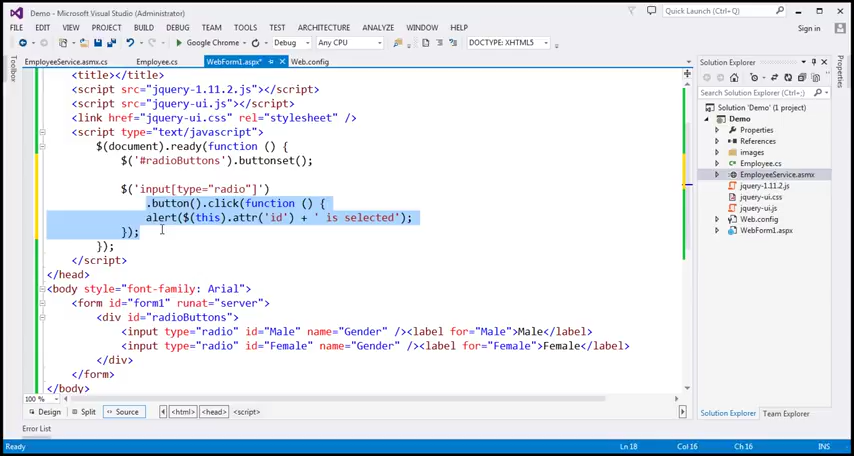 Demo - Microsoft Visual Studio (Administrator)
Quick Launch (Ctrl+Q)
FILE EDIT VIEW PROJECT BUILD DEBUG TEAM TOOLS TEST ARCHITECTURE ANALYZE WINDOW HELP
Sign in
Google Chrome Debug Any CPU DOCTYPE: XHTML5
Toolbox
EmployeeService.asmx.cs Employee.cs WebForm1.aspx* Web.config
<title></title>
<script src="jquery-1.11.2.js"></script>
<script src="jquery-ui.js"></script>
<link href="jquery-ui.css" rel="stylesheet" />
<script type="text/javascript">
$(document).ready(function () {
$('#radioButtons').buttonset();
$('input[type="radio"]')
.button().click(function () {
alert($(this).attr('id') + ' is selected');
});
});
</script>
</head>
<body style="font-family: Arial">
<form id="form1" runat="server">
<div id="radioButtons">
<input type="radio" id="Male" name="Gender" /><label for="Male">Male</label>
<input type="radio" id="Female" name="Gender" /><label for="Female">Female</label>
</div>
</form>
</body>
100 %
Design Split Source <html> <head> <script>
Error List
Solution Explorer
Search Solution Explorer (Ctrl+;)
Solution 'Demo' (1 project)
Demo
Properties
References
images
Employee.cs
EmployeeService.asmx
jquery-1.11.2.js
jquery-ui.css
jquery-ui.js
Web.config
WebForm1.aspx
Solution Explorer Team Explorer
Properties
Ready Ln 18 Col 16 Ch 16 INS